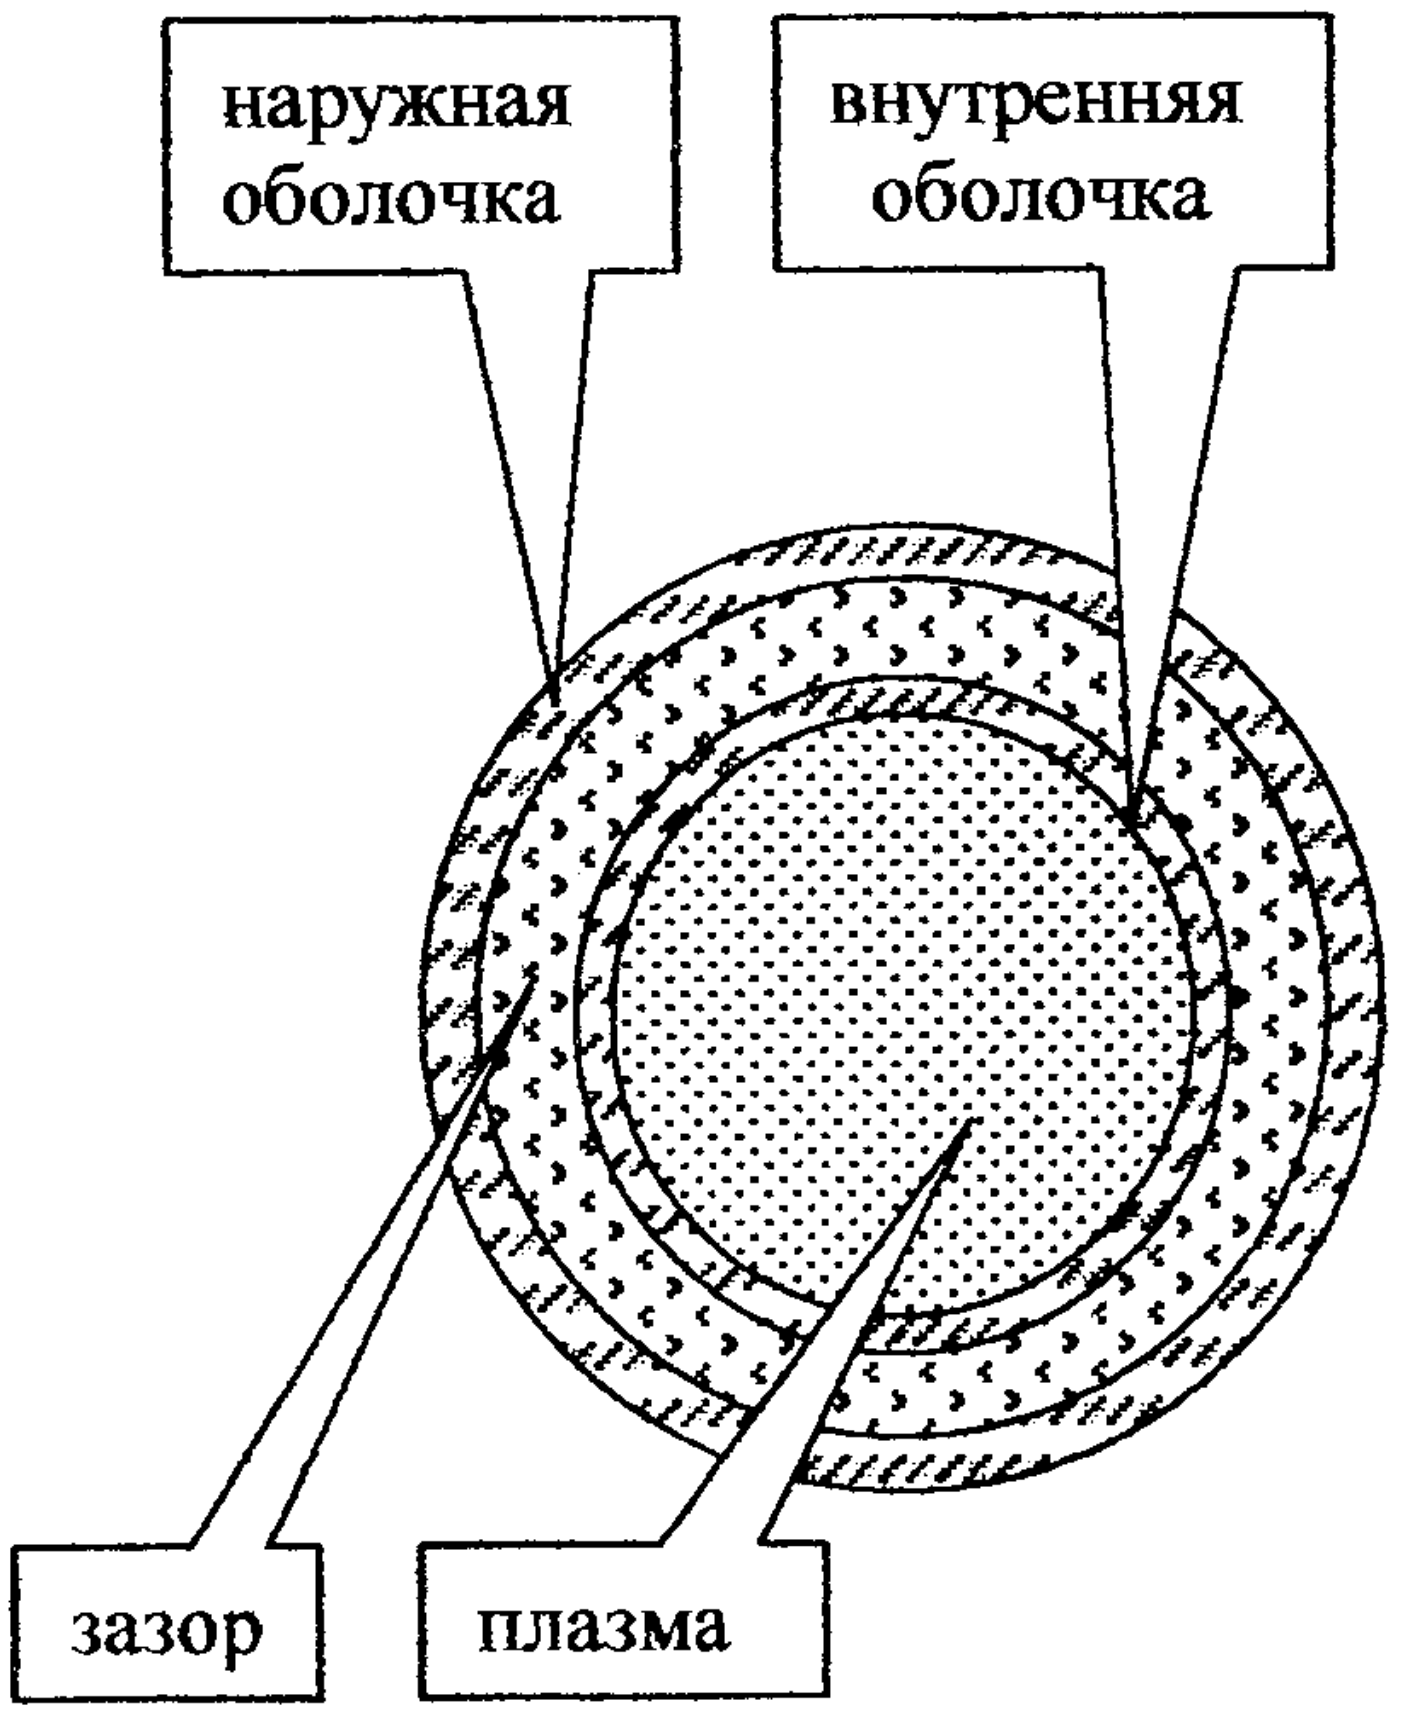 наружная
оболочка
внутренняя
оболочка
зазор
плазма